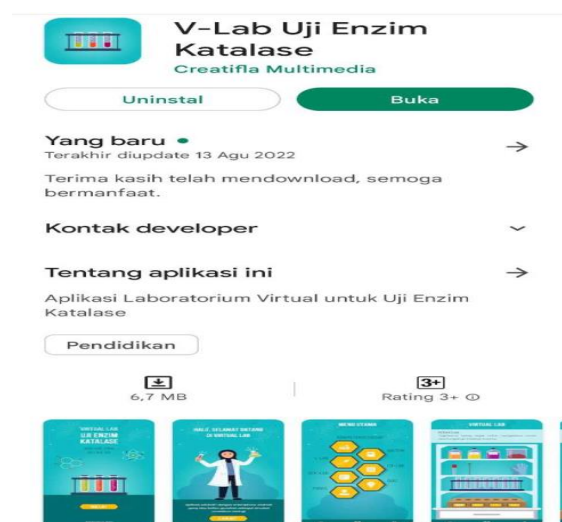 V-Lab Uji Enzim
Katalase
Creatifla Multimedia
Uninstal
Buka
Yang baru
Terakhir diupdate 13 Agu 2022
Terima kasih telah mendownload, semoga
bermanfaat.
Kontak developer
Tentang aplikasi ini
Aplikasi Laboratorium Virtual untuk Uji Enzim
Katalase
Pendidikan
3+
6,7 MB
Rating 3+
VIRTUAL LAB
UJI ENZIM
KATALASE
HALO, SELAMAT DATANG
DI VIRTUAL LAB
MENU UTAMA
VIRTUAL LAB